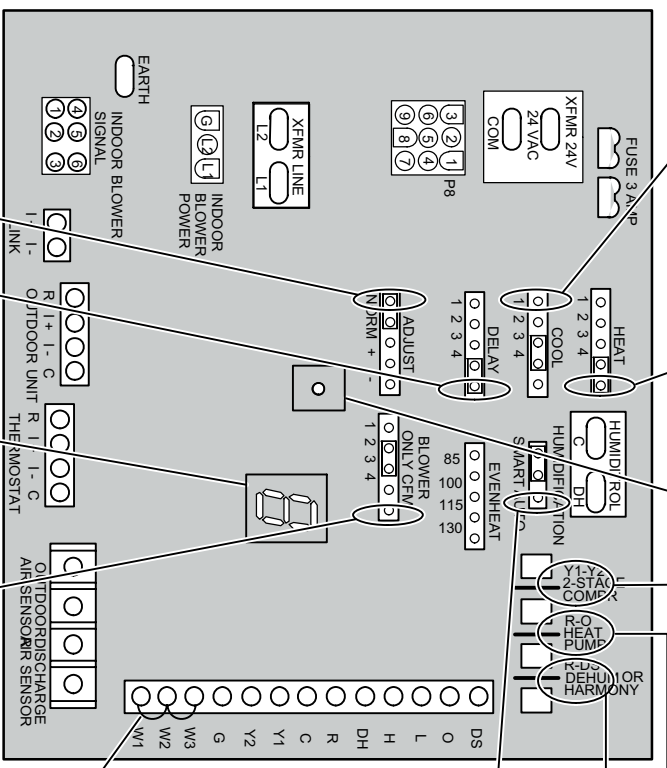 EARTH
INDOOR BLOWER
SIGNAL
1 4
2 5
3 6
INDOOR
BLOWER
POWER
G L2 L1
XFMR LINE
L2 L1
P8
9 6 3
8 5 2
7 4 1
XFMR 24V
24 VAC
COM
FUSE 3 AMP
LINK
I+ I-
OUTDOOR UNIT
R I+ I- C
THERMOSTAT
R I+ I- C
ADJUST
NORM + -
DELAY
1 2 3 4
COOL
1 2 3 4
HEAT
1 2 3 4
BLOWER
ONLY CFM
1 2 3 4
EVENHEAT
85
100
115
130
HUMIDIFICATION
SMART
HUMIDITROL
C DH
Y1-Y2
2-STAGE
COMPR
R-O
HEAT
PUMP
R-DS
DEHUM OR
HARMONY
OUTDOOR
AIR SENSOR
DISCHARGE
AIR SENSOR
W1 W2 W3 G Y2 Y1 C R DH H L O DS